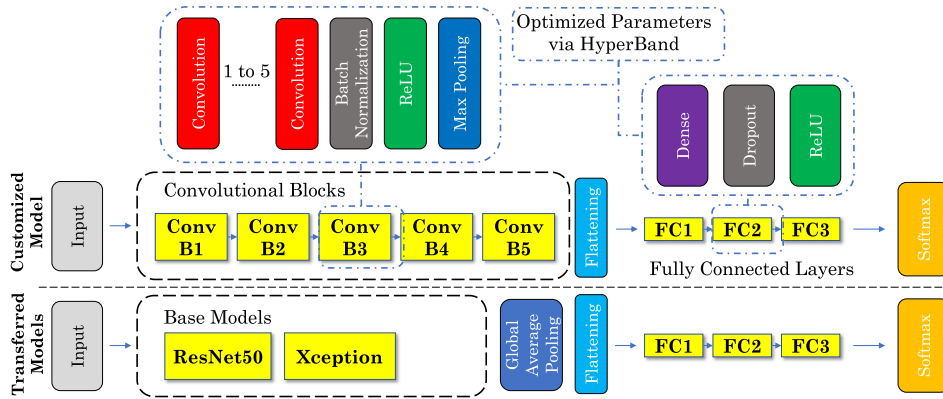 Optimized Parameters
via HyperBand
Convolution
1 to 5
Convolution
Batch
Normalization
ReLU
Max Pooling
Dense
Dropout
ReLU
Customized
Model
Input
Convolutional Blocks
Conv
B1
Conv
B2
Conv
B3
Conv
B4
Conv
B5
Flattening
FC1
FC2
FC3
Fully Connected Layers
Softmax
Transferred
Models
Input
Base Models
ResNet50
Xception
Global
Average
Pooling
Flattening
FC1
FC2
FC3
Softmax